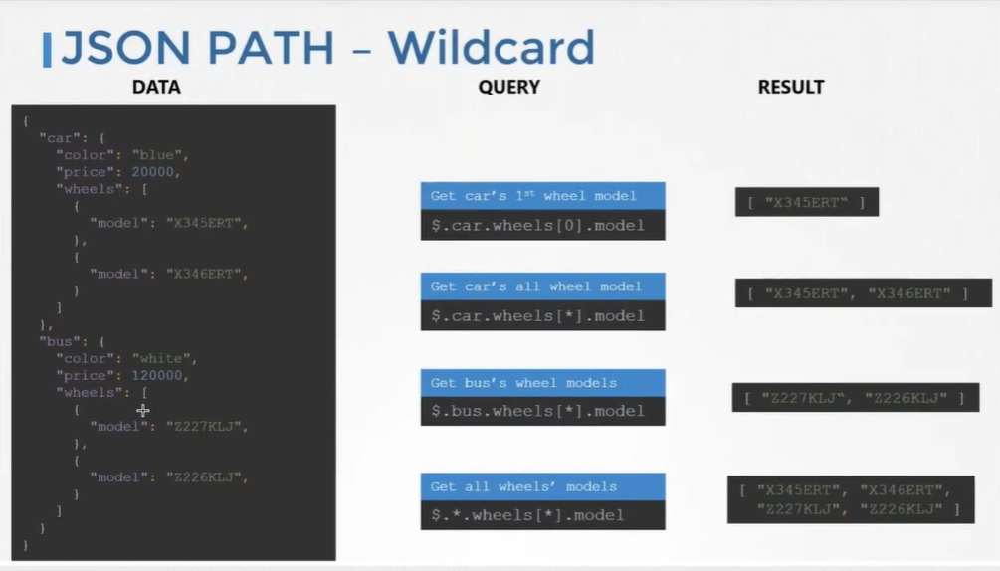 JSON PATH – Wildcard
DATA
{
"car": {
"color": "blue",
"price": 20000,
"wheels": [
{
"model": "X345ERT",
},
{
"model": "X346ERT",
}
]
},
"bus": {
"color": "white",
"price": 120000,
"wheels": [
{
"model": "Z227KLJ",
},
{
"model": "Z226KLJ",
}
]
}
}
QUERY
Get car's 1st wheel model
$.car.wheels[0].model
Get car's all wheel model
$.car.wheels[*].model
Get bus's wheel models
$.bus.wheels[*].model
Get all wheels' models
$.*.wheels[*].model
RESULT
[ "X345ERT" ]
[ "X345ERT", "X346ERT" ]
[ "Z227KLJ", "Z226KLJ" ]
[ "X345ERT", "X346ERT",
"Z227KLJ", "Z226KLJ" ]